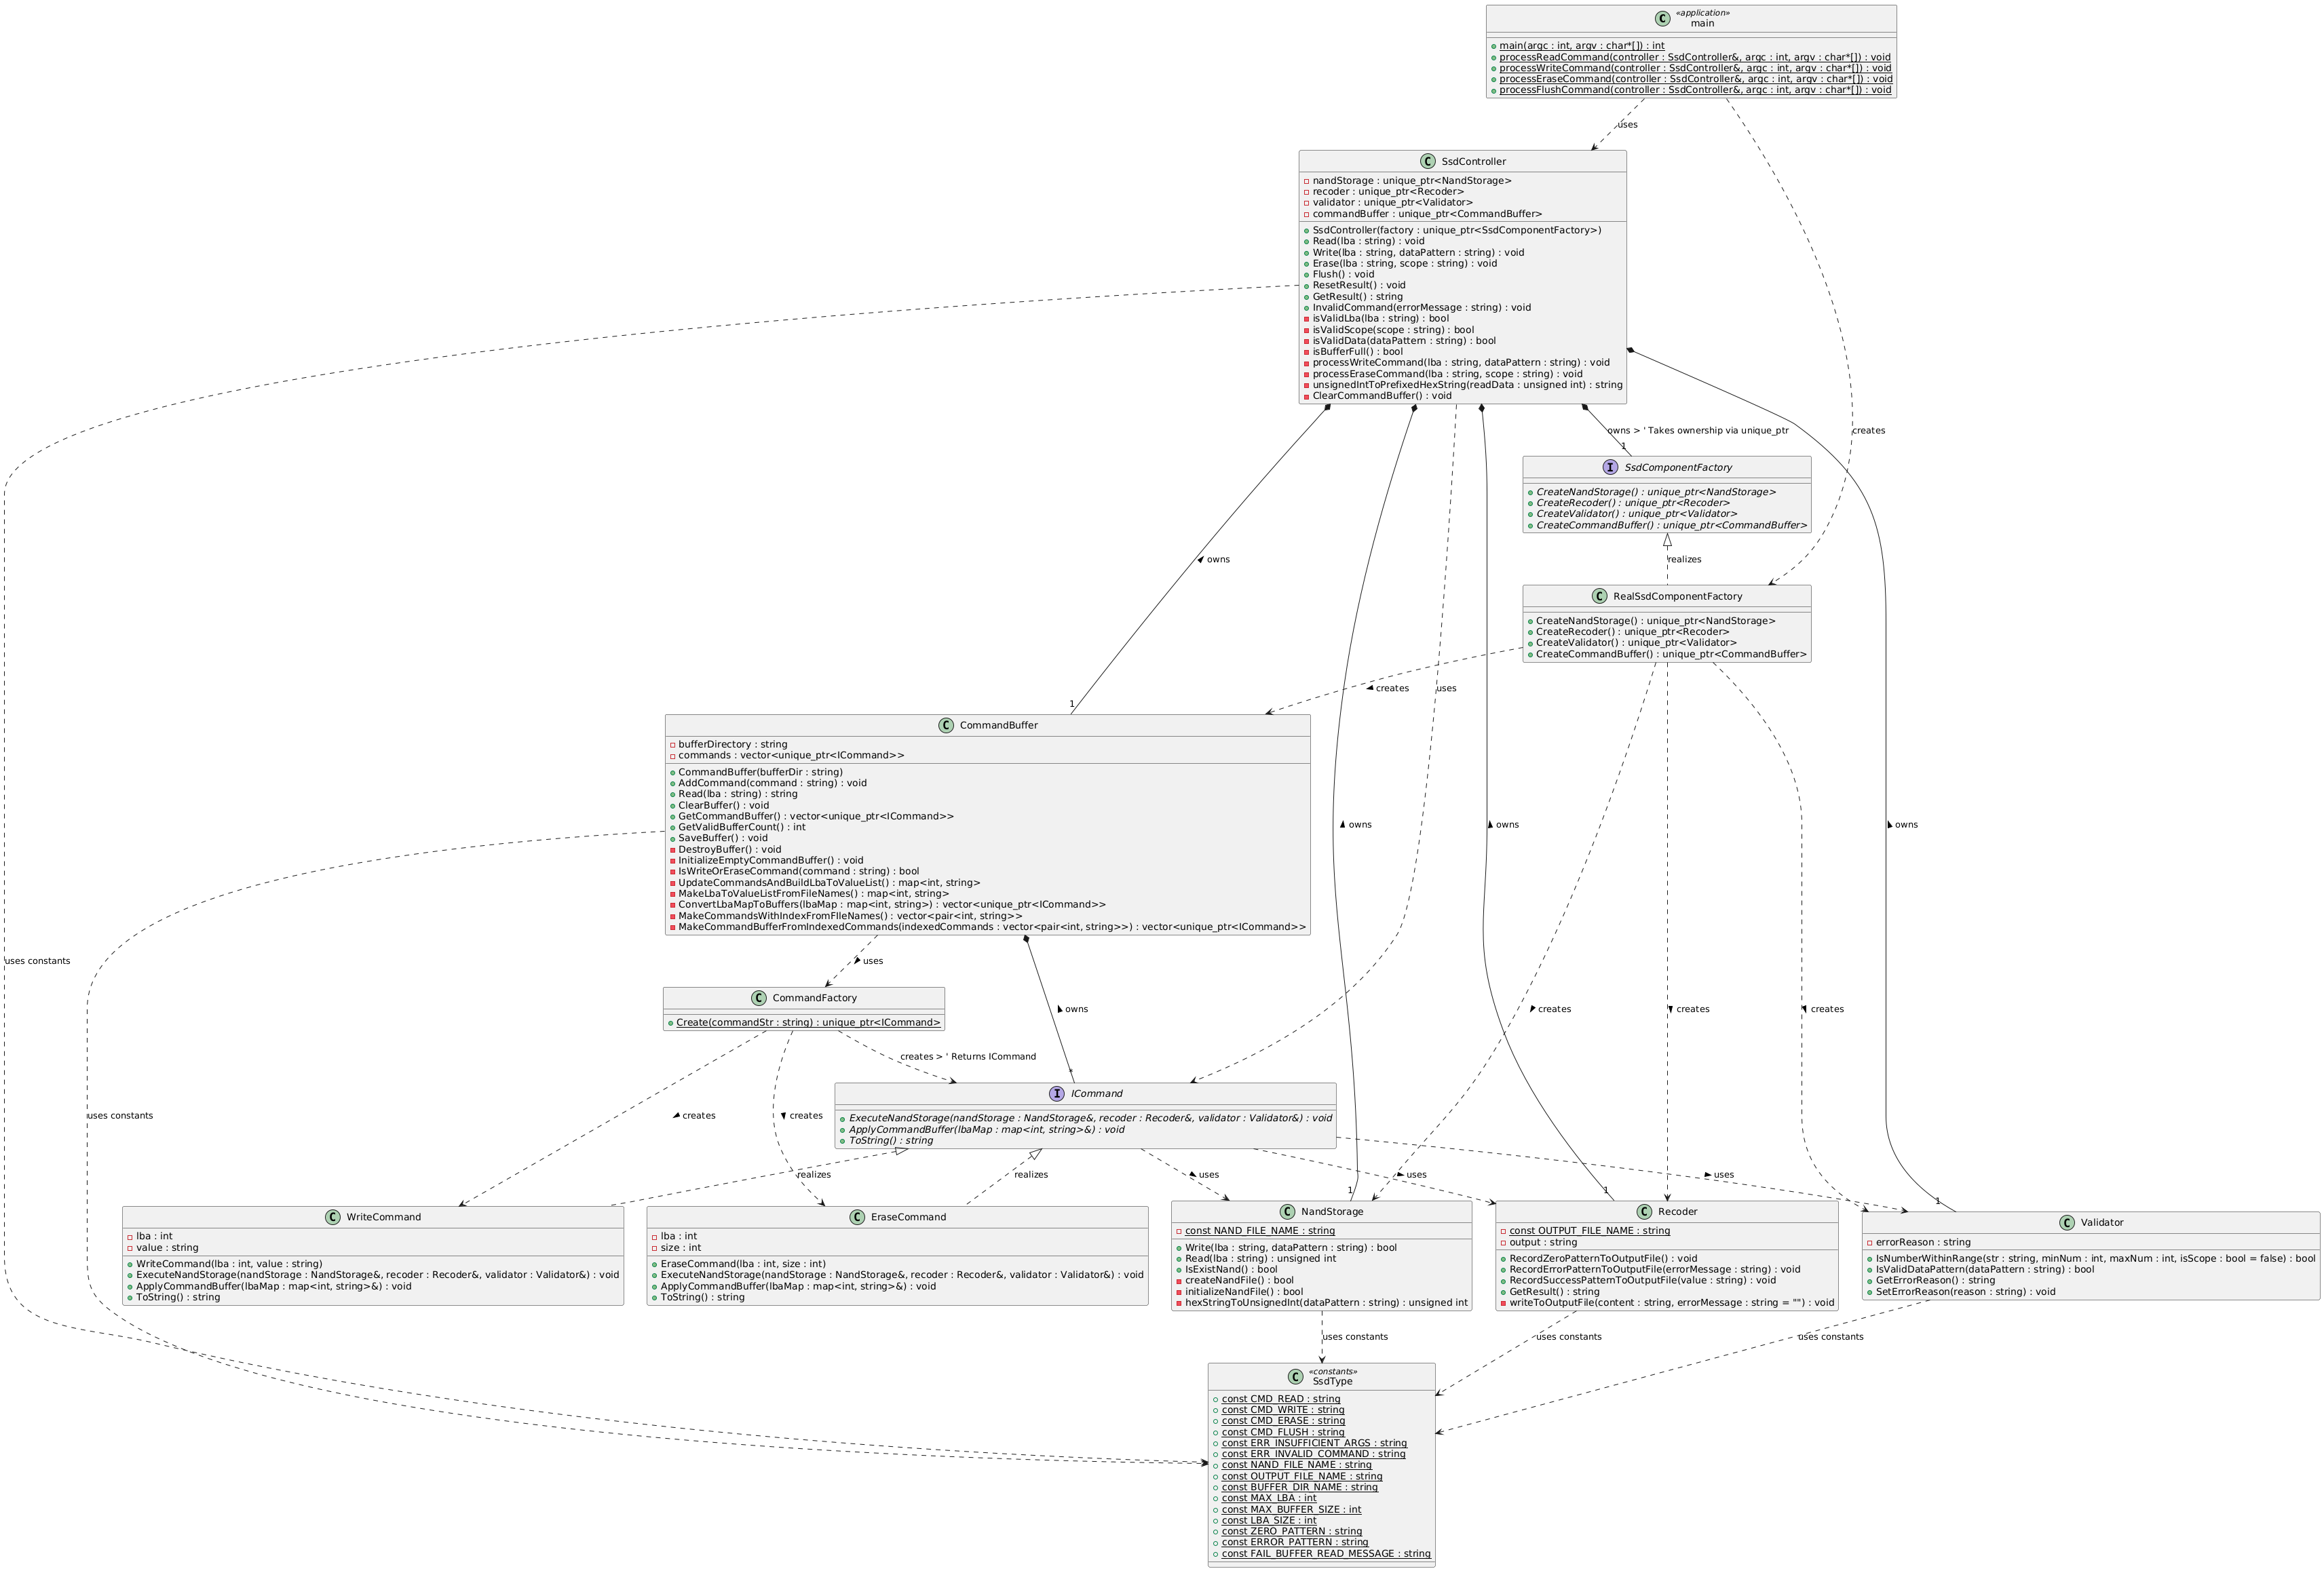 «application»
main
main(argc : int, argv : char*[]) : int
processReadCommand(controller : SsdController&, argc : int, argv : char*[]) : void
processWriteCommand(controller : SsdController&, argc : int, argv : char*[]) : void
processEraseCommand(controller : SsdController&, argc : int, argv : char*[]) : void
processFlushCommand(controller : SsdController&, argc : int, argv : char*[]) : void
uses
SsdController
nandStorage : unique_ptr<NandStorage>
recoder : unique_ptr<Recoder>
validator : unique_ptr<Validator>
commandBuffer : unique_ptr<CommandBuffer>
SsdController(factory : unique_ptr<SsdComponentFactory>)
Read(lba : string) : void
Write(lba : string, dataPattern : string) : void
Erase(lba : string, scope : string) : void
Flush() : void
ResetResult() : void
GetResult() : string
InvalidCommand(errorMessage : string) : void
isValidLba(lba : string) : bool
isValidScope(scope : string) : bool
isValidData(dataPattern : string) : bool
isBufferFull() : bool
processWriteCommand(lba : string, dataPattern : string) : void
processEraseCommand(lba : string, scope : string) : void
unsignedIntToPrefixedHexString(readData : unsigned int) : string
ClearCommandBuffer() : void
owns > ' Takes ownership via unique_ptr
creates
1
SsdComponentFactory
CreateNandStorage() : unique_ptr<NandStorage>
CreateRecoder() : unique_ptr<Recoder>
CreateValidator() : unique_ptr<Validator>
CreateCommandBuffer() : unique_ptr<CommandBuffer>
owns
realizes
RealSsdComponentFactory
CreateNandStorage() : unique_ptr<NandStorage>
CreateRecoder() : unique_ptr<Recoder>
CreateValidator() : unique_ptr<Validator>
CreateCommandBuffer() : unique_ptr<CommandBuffer>
creates
uses
1
CommandBuffer
bufferDirectory : string
commands : vector<unique_ptr<ICommand>>
CommandBuffer(bufferDir : string)
AddCommand(command : string) : void
Read(lba : string) : string
ClearBuffer() : void
GetCommandBuffer() : vector<unique_ptr<ICommand>>
GetValidBufferCount() : int
SaveBuffer() : void
DestroyBuffer() : void
InitializeEmptyCommandBuffer() : void
IsWriteOrEraseCommand(command : string) : bool
UpdateCommandsAndBuildLbaToValueList() : map<int, string>
MakeLbaToValueListFromFileNames() : map<int, string>
ConvertLbaMapToBuffers(lbaMap : map<int, string>) : vector<unique_ptr<ICommand>>
MakeCommandsWithIndexFromFIleNames() : vector<pair<int, string>>
MakeCommandBufferFromIndexedCommands(indexedCommands : vector<pair<int, string>>) : vector<unique_ptr<ICommand>>
owns
owns
owns
uses constants
uses
CommandFactory
Create(commandStr : string) : unique_ptr<ICommand>
owns
creates
creates
creates
creates > ' Returns ICommand
*
ICommand
ExecuteNandStorage(nandStorage : NandStorage&, recoder : Recoder&, validator : Validator&) : void
ApplyCommandBuffer(lbaMap : map<int, string>&) : void
ToString() : string
uses constants
creates
creates
realizes
realizes
uses
uses
uses
1
1
1
WriteCommand
lba : int
value : string
WriteCommand(lba : int, value : string)
ExecuteNandStorage(nandStorage : NandStorage&, recoder : Recoder&, validator : Validator&) : void
ApplyCommandBuffer(lbaMap : map<int, string>&) : void
ToString() : string
EraseCommand
lba : int
size : int
EraseCommand(lba : int, size : int)
ExecuteNandStorage(nandStorage : NandStorage&, recoder : Recoder&, validator : Validator&) : void
ApplyCommandBuffer(lbaMap : map<int, string>&) : void
ToString() : string
NandStorage
const NAND_FILE_NAME : string
Write(lba : string, dataPattern : string) : bool
Read(lba : string) : unsigned int
IsExistNand() : bool
createNandFile() : bool
initializeNandFile() : bool
hexStringToUnsignedInt(dataPattern : string) : unsigned int
Recoder
const OUTPUT_FILE_NAME : string
output : string
RecordZeroPatternToOutputFile() : void
RecordErrorPatternToOutputFile(errorMessage : string) : void
RecordSuccessPatternToOutputFile(value : string) : void
GetResult() : string
writeToOutputFile(content : string, errorMessage : string = "") : void
Validator
errorReason : string
IsNumberWithinRange(str : string, minNum : int, maxNum : int, isScope : bool = false) : bool
IsValidDataPattern(dataPattern : string) : bool
GetErrorReason() : string
SetErrorReason(reason : string) : void
uses constants
uses constants
uses constants
«constants»
SsdType
const CMD_READ : string
const CMD_WRITE : string
const CMD_ERASE : string
const CMD_FLUSH : string
const ERR_INSUFFICIENT_ARGS : string
const ERR_INVALID_COMMAND : string
const NAND_FILE_NAME : string
const OUTPUT_FILE_NAME : string
const BUFFER_DIR_NAME : string
const MAX_LBA : int
const MAX_BUFFER_SIZE : int
const LBA_SIZE : int
const ZERO_PATTERN : string
const ERROR_PATTERN : string
const FAIL_BUFFER_READ_MESSAGE : string